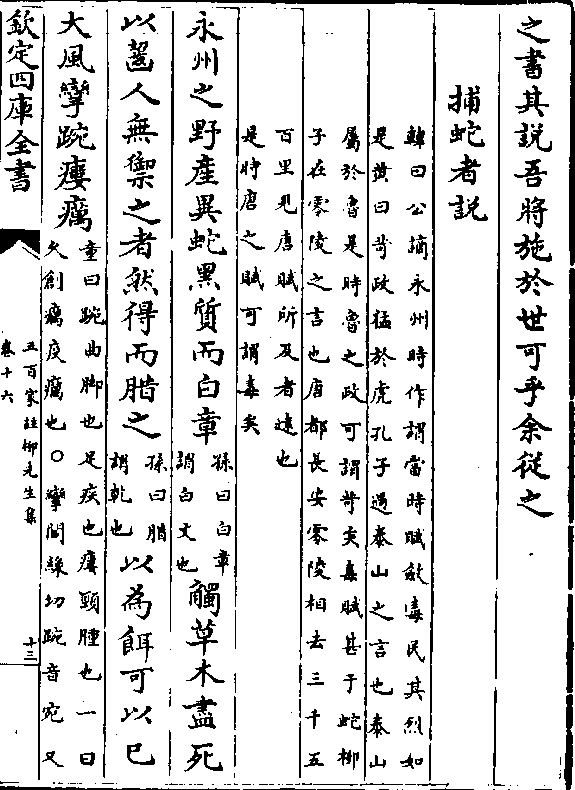 之書其説吾將施於世可乎余從之
捕蛇者説
韓曰公謫永州時作謂當時賦斂毒民其烈如
是黄曰苛政猛於虎孔子過泰山之言也泰山
屬於魯是時魯之政可謂苛矣毒賦甚于蛇栁
子在零陵之言也唐都長安零陵相去三千五
百里見唐賦所及者逺也
是時唐之賦可謂毒矣
永州之野産異蛇黑質而白章
孫曰白章
謂白文也
觸草木盡死
以齧人無禦之者然得而腊之
孫曰腊
謂乾也
以為餌可以已
大風攣踠瘻癘
童曰踠曲脚也足疾也瘻頸腫也一曰
久創癘疫癘也○攣閭緣切踠音宛又
欽定四庫全書
五百家註栁先生集
卷十六
十三